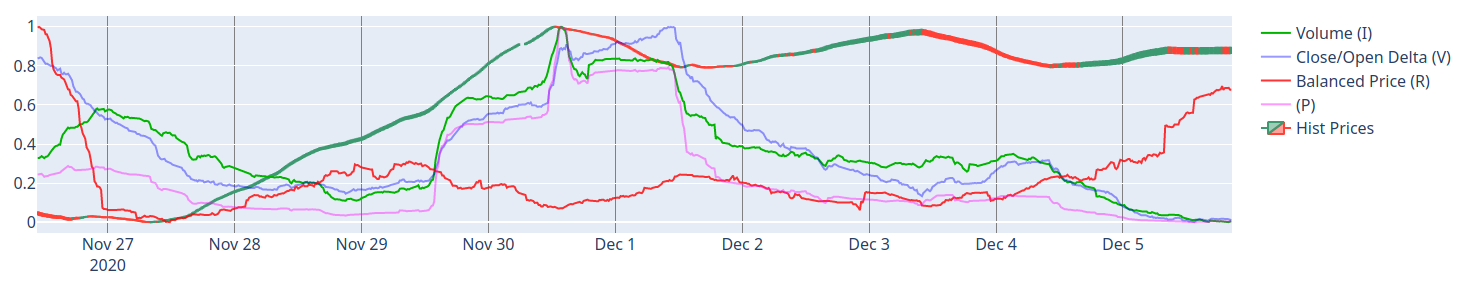 1
0.8
0.6
0.4
0.2
0
Nov 27
2020
Nov 28
Nov 29
Nov 30
Dec 1
Dec 2
Dec 3
Dec 4
Dec 5
Volume (I)
Close/Open Delta (V)
Balanced Price (R)
(P)
Hist Prices